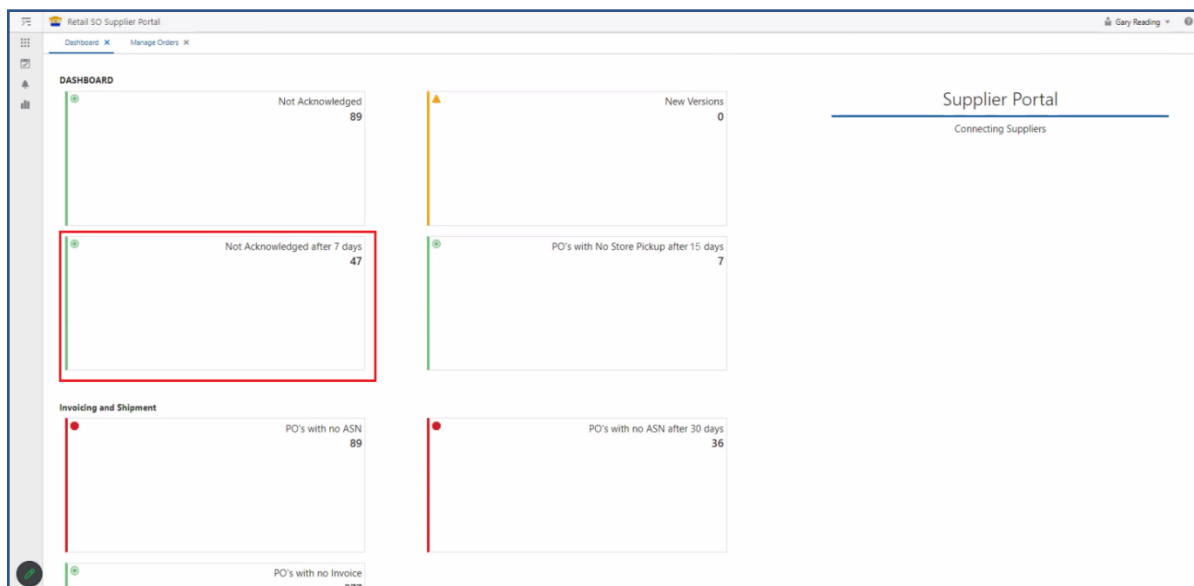 Retail SO Supplier Portal
Gary Reading
Dashboard
Manage Orders
DASHBOARD
Not Acknowledged
89
New Versions
0
Supplier Portal
Connecting Suppliers
Not Acknowledged after 7 days
47
PO's with No Store Pickup after 15 days
7
Invoicing and Shipment
PO's with no ASN
89
PO's with no ASN after 30 days
36
PO's with no Invoice